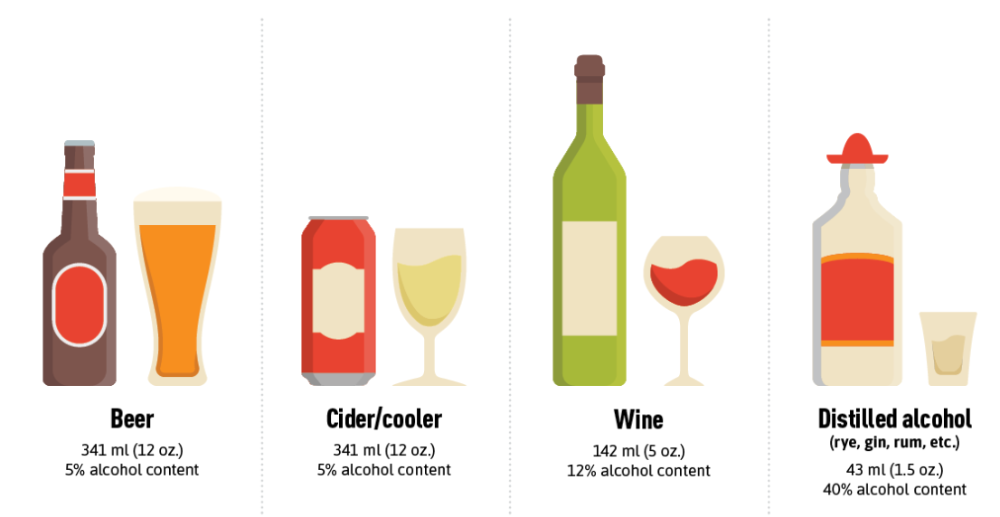 Beer
341 ml (12 oz.)
5% alcohol content
Cider/cooler
341 ml (12 oz.)
5% alcohol content
Wine
142 ml (5 oz.)
12% alcohol content
Distilled alcohol
(rye, gin, rum, etc.)
43 ml (1.5 oz.)
40% alcohol content